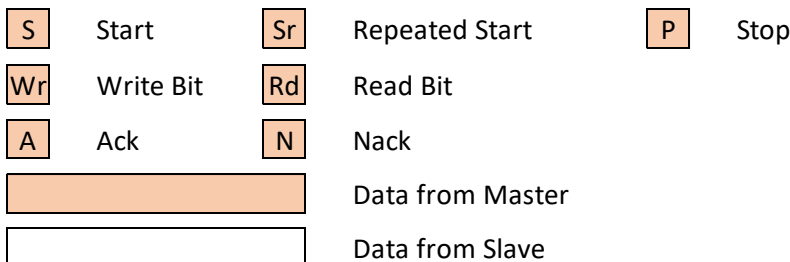 S Start Sr Repeated Start P Stop
Wr Write Bit Rd Read Bit
A Ack N Nack
Data from Master
Data from Slave